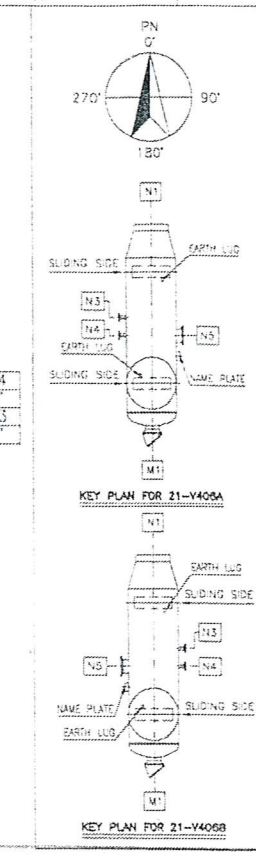 PN
0°
270° 90°
180°
N1
SLIDING SIDE
EARTH LUG
N3
N4
N5
EARTH LUG
SLIDING SIDE
NAME PLATE
M1
KEY PLAN FOR 21-V406A
N1
EARTH LUG
SLIDING SIDE
N3
N5
N4
NAME PLATE
SLIDING SIDE
EARTH LUG
M1
KEY PLAN FOR 21-V406B
4
3